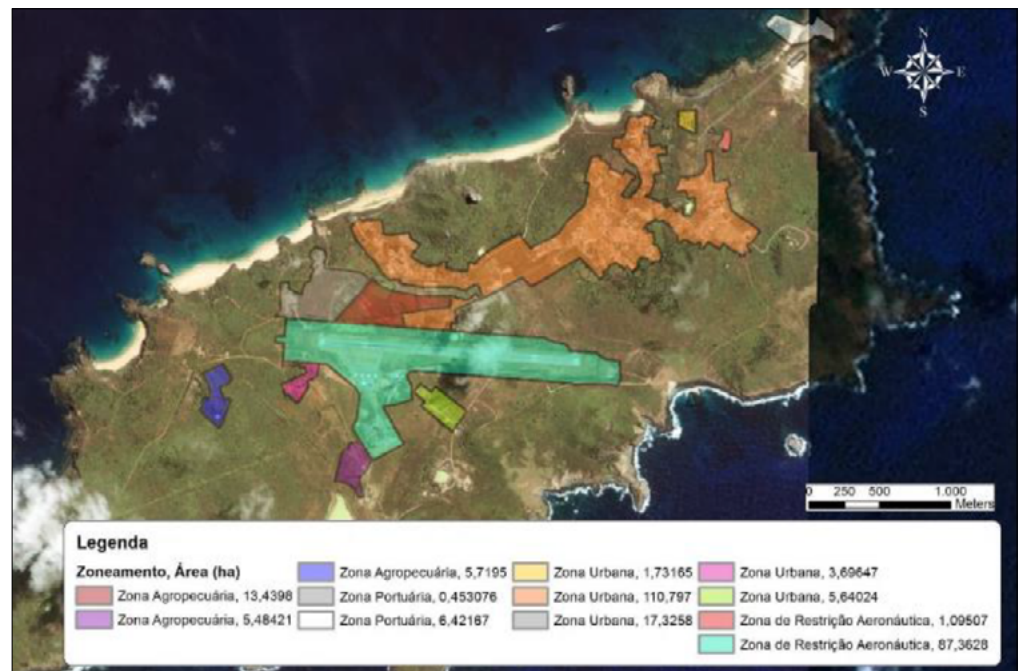 N
W E
S
0 250 500 1.000
Meters
Legenda
Zoneamento, Área (ha)
Zona Agropecuária, 13,4398
Zona Agropecuária, 5,48421
Zona Agropecuária, 5,7195
Zona Portuária, 0,453076
Zona Portuária, 6,42167
Zona Urbana, 1,73165
Zona Urbana, 110,797
Zona Urbana, 17,3258
Zona Urbana, 3,69647
Zona Urbana, 5,64024
Zona de Restrição Aeronáutica, 1,09507
Zona de Restrição Aeronáutica, 87,3628